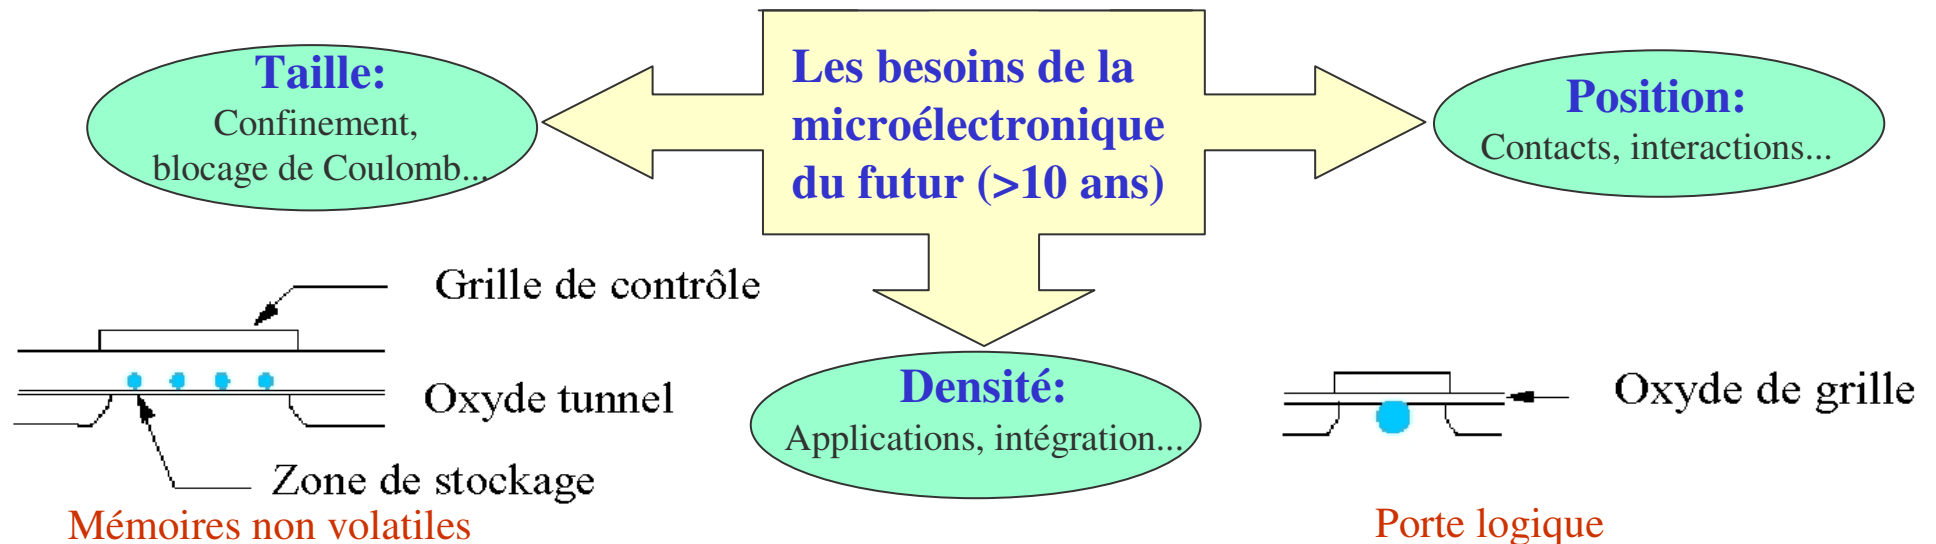 Les besoins de la
microélectronique
du futur (>10 ans)
Taille:
Confinement,
blocage de Coulomb...
Position:
Contacts, interactions...
Densité:
Applications, intégration...
Grille de contrôle
Oxyde tunnel
Zone de stockage
Mémoires non volatiles
Oxyde de grille
Porte logique